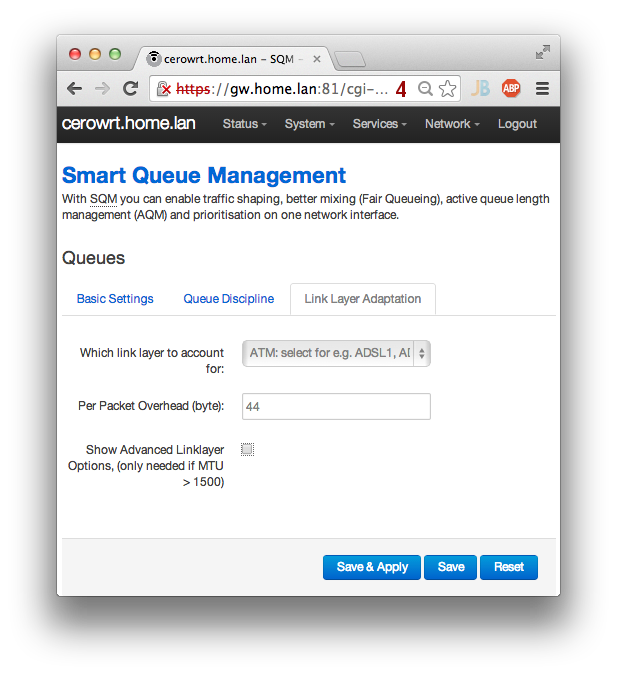 cerowrt.home.lan – SQM –
https://gw.home.lan:81/cgi-... 4 JB ABP
cerowrt.home.lan Status System Services Network Logout
Smart Queue Management
With SQM you can enable traffic shaping, better mixing (Fair Queueing), active queue length
management (AQM) and prioritisation on one network interface.
Queues
Basic Settings Queue Discipline Link Layer Adaptation
Which link layer to account
for:
ATM: select for e.g. ADSL1, AD
Per Packet Overhead (byte): 44
Show Advanced Linklayer
Options, (only needed if MTU
> 1500)
Save & Apply Save Reset